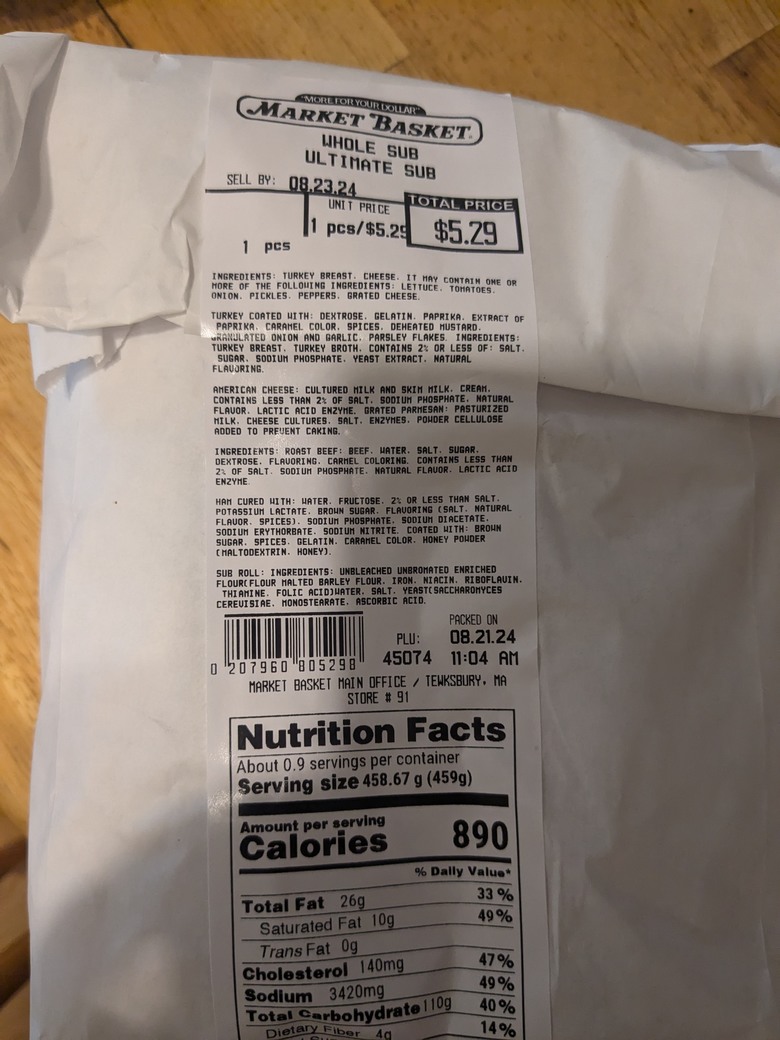 "MORE FOR YOUR DOLLAR"
MARKET BASKET
WHOLE SUB
ULTIMATE SUB
SELL BY: 08.23.24
UNIT PRICE
TOTAL PRICE
1 pcs/$5.29
$5.29
1 pcs
INGREDIENTS: TURKEY BREAST. CHEESE. IT MAY CONTAIN ONE OR
MORE OF THE FOLLOWING INGREDIENTS: LETTUCE. TOMATOES.
ONION. PICKLES. PEPPERS. GRATED CHEESE.
TURKEY COATED WITH: DEXTROSE. GELATIN. PAPRIKA. EXTRACT OF
PAPRIKA. CARAMEL COLOR. SPICES. DEHEATED MUSTARD.
GRANULATED ONION AND GARLIC. PARSLEY FLAKES. INGREDIENTS:
TURKEY BREAST. TURKEY BROTH. CONTAINS 2% OR LESS OF: SALT.
SUGAR. SODIUM PHOSPHATE. YEAST EXTRACT. NATURAL
FLAVORING.
AMERICAN CHEESE: CULTURED MILK AND SKIM MILK. CREAM.
CONTAINS LESS THAN 2% OF SALT. SODIUM PHOSPHATE. NATURAL
FLAVOR. LACTIC ACID ENZYME. GRATED PARMESAN: PASTURIZED
MILK. CHEESE CULTURES. SALT. ENZYMES. POWDER CELLULOSE
ADDED TO PREVENT CAKING.
INGREDIENTS: ROAST BEEF: BEEF. WATER. SALT. SUGAR.
DEXTROSE. FLAVORING. CARMEL COLORING. CONTAINS LESS THAN
2% OF SALT. SODIUM PHOSPHATE. NATURAL FLAVOR. LACTIC ACID
ENZYME.
HAM CURED WITH: WATER. FRUCTOSE. 2% OR LESS THAN SALT.
POTASSIUM LACTATE. BROWN SUGAR. FLAVORING (SALT. NATURAL
FLAVOR. SPICES). SODIUM PHOSPHATE. SODIUM DIACETATE.
SODIUM ERYTHORBATE. SODIUM NITRITE. COATED WITH: BROWN
SUGAR. SPICES. GELATIN. CARAMEL COLOR. HONEY POWDER
(MALTODEXTRIN. HONEY).
SUB ROLL: INGREDIENTS: UNBLEACHED UNBROMATED ENRICHED
FLOUR(FLOUR MALTED BARLEY FLOUR. IRON. NIACIN. RIBOFLAVIN.
THIAMINE. FOLIC ACID)WATER. SALT. YEAST(SACCHAROMYCES
CEREVISIAE. MONOSTEARATE. ASCORBIC ACID.
PACKED ON
PLU: 08.21.24
45074 11:04 AM
0 207960 805298
MARKET BASKET MAIN OFFICE / TEWKSBURY, MA
STORE # 91
Nutrition Facts
About 0.9 servings per container
Serving size 458.67 g (459g)
Amount per serving
Calories 890
% Daily Value*
Total Fat 26g 33 %
Saturated Fat 10g 49%
Trans Fat 0g
Cholesterol 140mg 47%
Sodium 3420mg 49%
Total Carbohydrate 110g 40%
Dietary Fiber 4g 14%